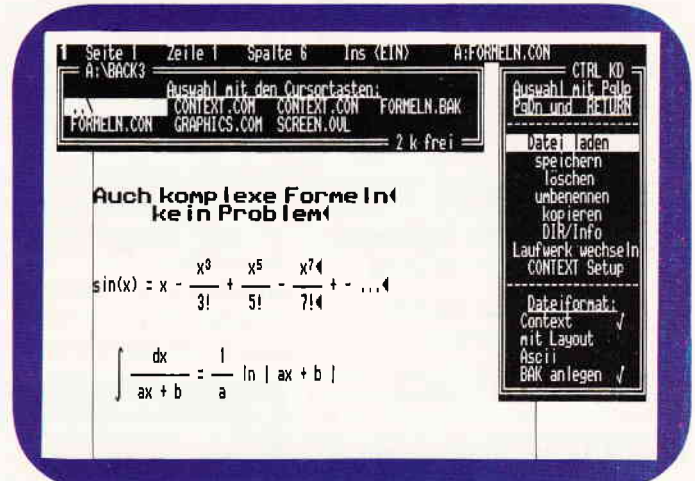 1 Seite 1 Zeile 1 Spalte 6 Ins <EIN> A:FORMELN.CON
A:\BACK3
Auswahl mit den Cursortasten:
..\ CONTEXT.COM CONTEXT.CON FORMELN.BAK
FORMELN.CON GRAPHICS.COM SCREEN.OVL
2 k frei
CTRL KD
Auswahl mit PgUp
PgDn und RETURN
Datei laden
speichern
löschen
umbenennen
kopieren
DIR/Info
Laufwerk wechseln
CONTEXT Setup
Dateiformat:
Context √
mit Layout
Ascii
BAK anlegen √
Auch komplexe Formeln
kein Problem
sin(x) = x - x³/3! + x⁵/5! - x⁷/7! + - ...
∫ dx/(ax + b) = 1/a ln | ax + b |